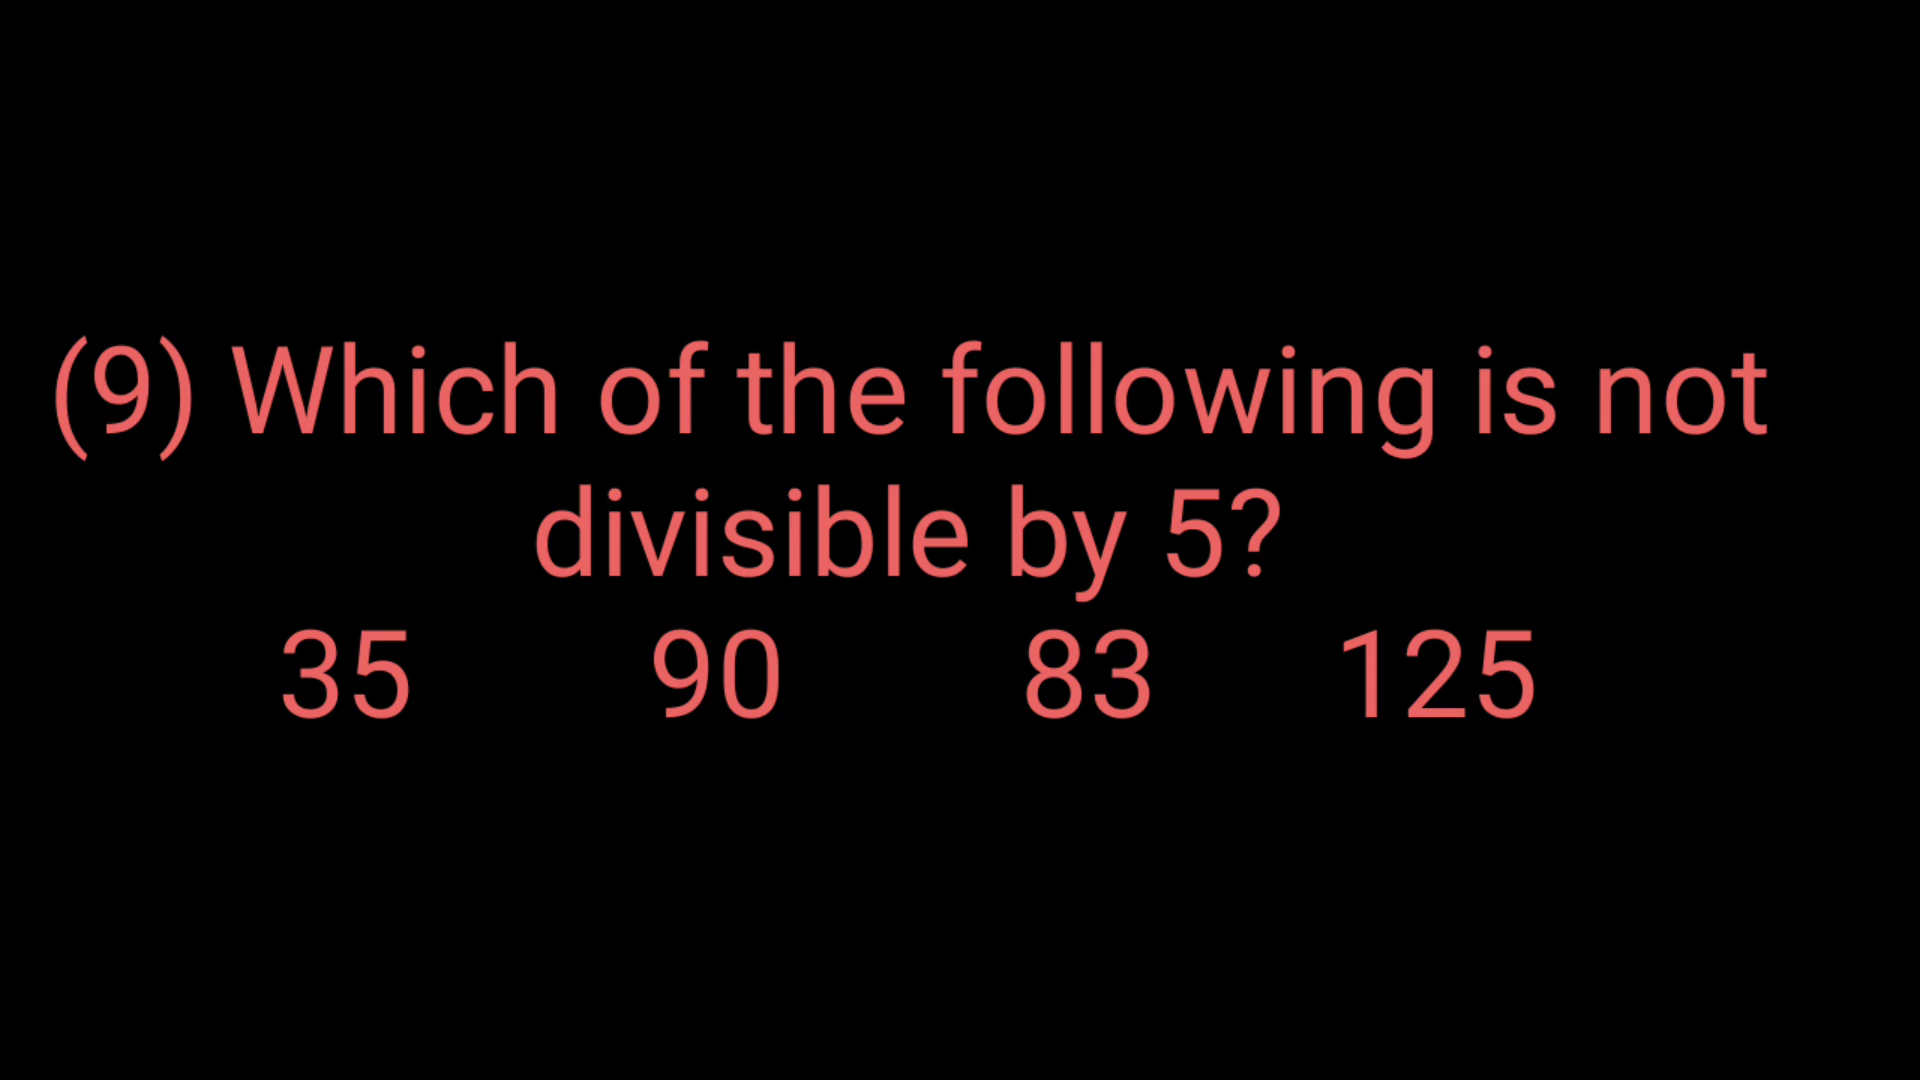 (9) Which of the following is not
divisible by 5?
35 90 83 125